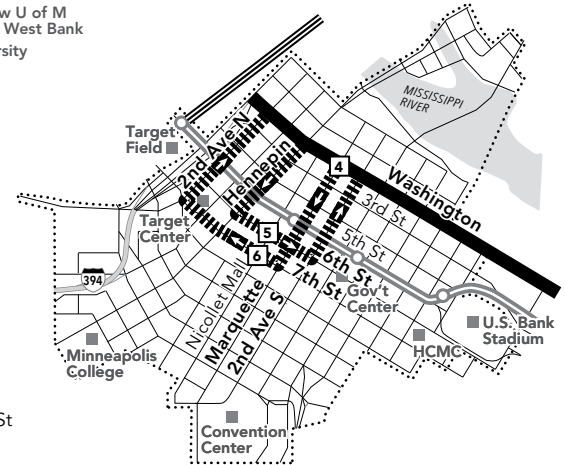 w U of M
West Bank
rsity
MISSISSIPPI
RIVER
Target
Field
2nd Ave N
Hennepin
4
Washington
3rd St
Target
Center
5
5th St
6
6th St
7th St
394
Nicollet Mall
Marquette
2nd Ave S
Gov't
Center
U.S. Bank
Stadium
HCMC
Minneapolis
College
St
Convention
Center